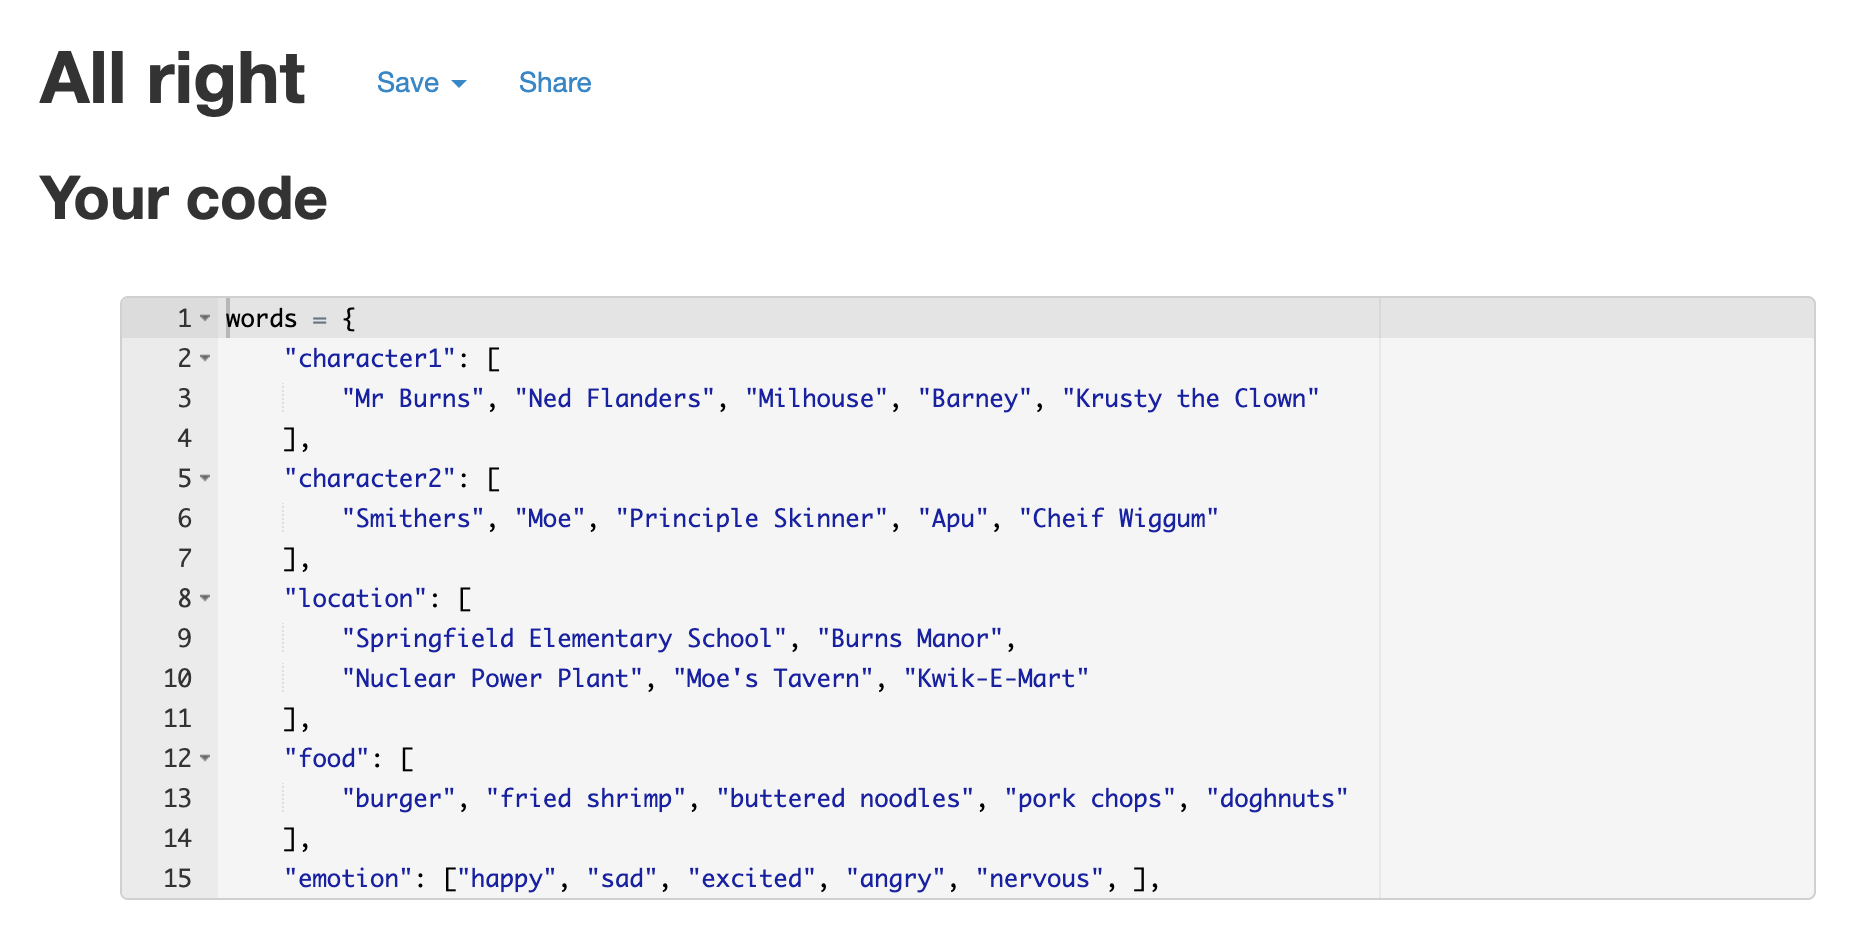 All right Save Share
Your code
1 words = {
2     "character1": [
3         "Mr Burns", "Ned Flanders", "Milhouse", "Barney", "Krusty the Clown"
4     ],
5     "character2": [
6         "Smithers", "Moe", "Principle Skinner", "Apu", "Cheif Wiggum"
7     ],
8     "location": [
9         "Springfield Elementary School", "Burns Manor",
10         "Nuclear Power Plant", "Moe's Tavern", "Kwik-E-Mart"
11     ],
12     "food": [
13         "burger", "fried shrimp", "buttered noodles", "pork chops", "doghnuts"
14     ],
15     "emotion": ["happy", "sad", "excited", "angry", "nervous", ],